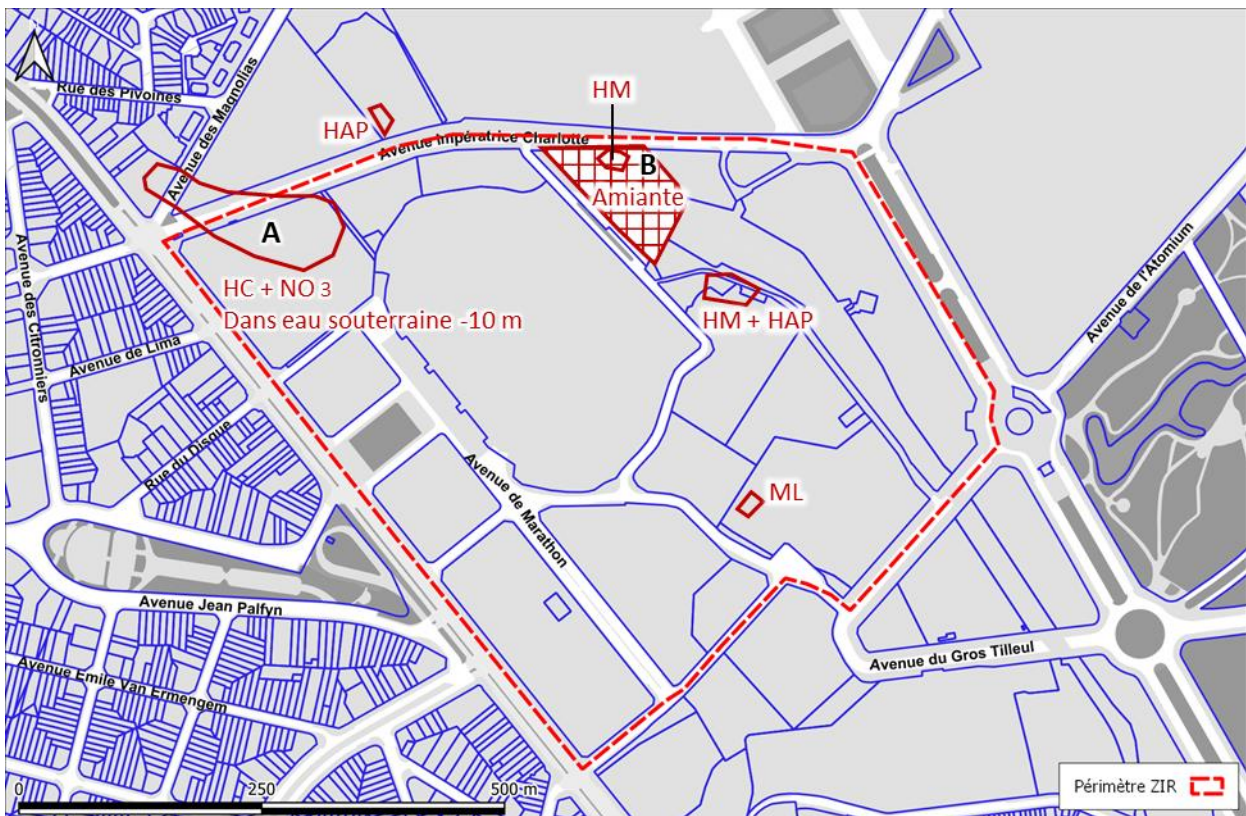 HM
Rue des Pivoines
Avenue des Magnolias
HAP
Avenue Impératrice Charlotte
B
Amiante
A
HC + NO 3
Dans eau souterraine -10 m
HM + HAP
Avenue de l'Atomium
Avenue des Citronniers
Avenue de Lima
Rue du Disque
Avenue de Marathon
ML
Avenue Jean Palfyn
Avenue du Gros Tilleul
Avenue Emile Van Ermengem
0
250
500 m
Périmètre ZIR